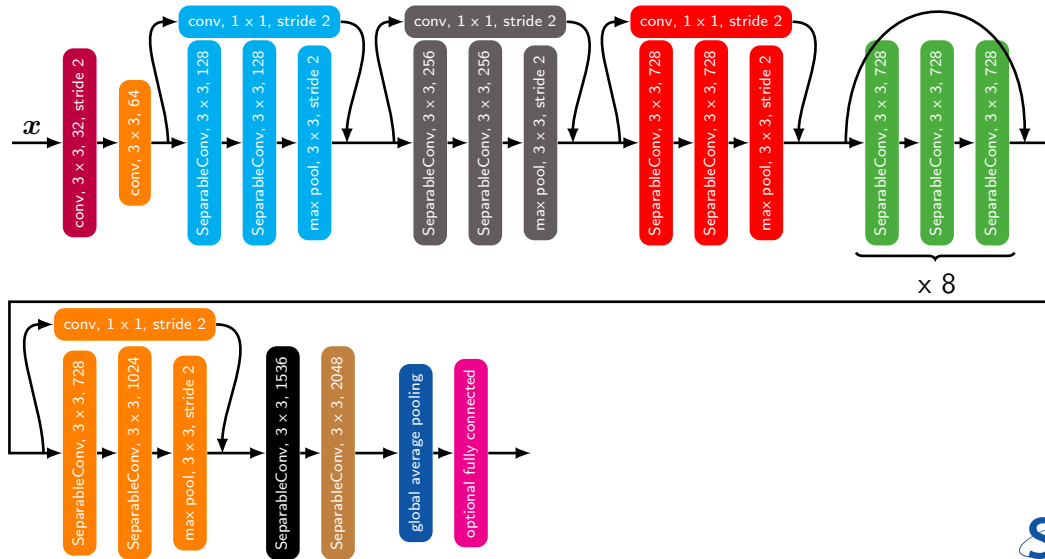 conv, 1 x 1, stride 2
conv, 1 x 1, stride 2
conv, 1 x 1, stride 2
x
conv, 3 x 3, 32, stride 2
conv, 3 x 3, 64
SeparableConv, 3 x 3, 128
SeparableConv, 3 x 3, 128
max pool, 3 x 3, stride 2
SeparableConv, 3 x 3, 256
SeparableConv, 3 x 3, 256
max pool, 3 x 3, stride 2
SeparableConv, 3 x 3, 728
SeparableConv, 3 x 3, 728
max pool, 3 x 3, stride 2
SeparableConv, 3 x 3, 728
SeparableConv, 3 x 3, 728
SeparableConv, 3 x 3, 728
x 8
conv, 1 x 1, stride 2
SeparableConv, 3 x 3, 728
SeparableConv, 3 x 3, 1024
max pool, 3 x 3, stride 2
SeparableConv, 3 x 3, 1536
SeparableConv, 3 x 3, 2048
global average pooling
optional fully connected
S